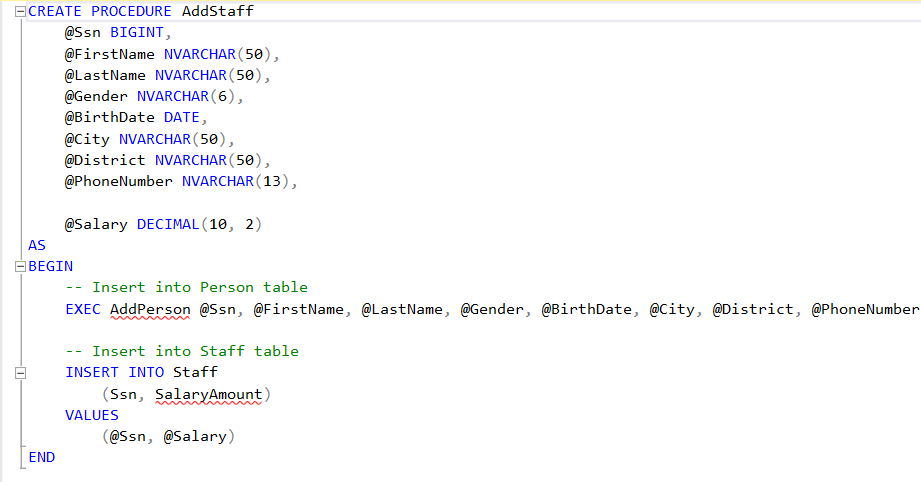 CREATE PROCEDURE AddStaff
@Ssn BIGINT,
@FirstName NVARCHAR(50),
@LastName NVARCHAR(50),
@Gender NVARCHAR(6),
@BirthDate DATE,
@City NVARCHAR(50),
@District NVARCHAR(50),
@PhoneNumber NVARCHAR(13),
@Salary DECIMAL(10, 2)
AS
BEGIN
-- Insert into Person table
EXEC AddPerson @Ssn, @FirstName, @LastName, @Gender, @BirthDate, @City, @District, @PhoneNumber
-- Insert into Staff table
INSERT INTO Staff
(Ssn, SalaryAmount)
VALUES
(@Ssn, @Salary)
END